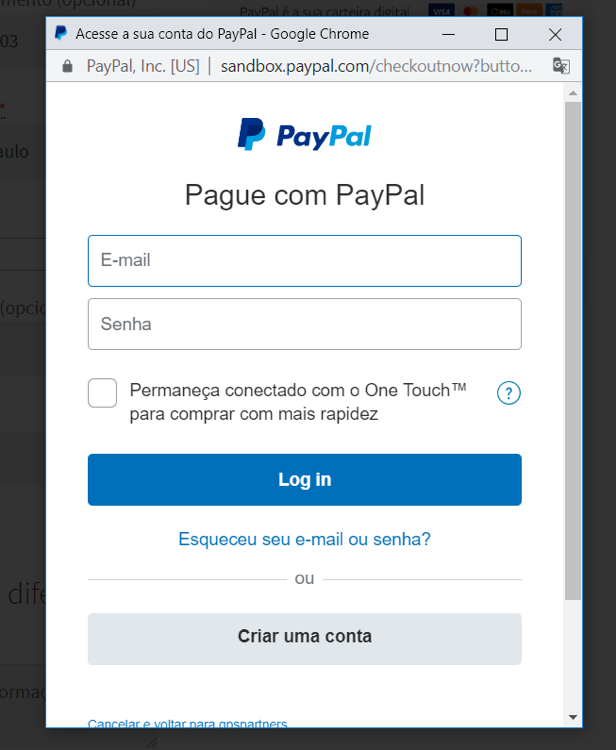 mento (opcional)
PayPal é a sua carteira digital
VISA
03
*
aulo
(opcio
dife
ormaç
Acesse a sua conta do PayPal - Google Chrome
PayPal, Inc. [US] | sandbox.paypal.com/checkoutnow?butto...
PayPal
Pague com PayPal
E-mail
Senha
Permaneça conectado com o One Touch™
para comprar com mais rapidez
?
Log in
Esqueceu seu e-mail ou senha?
ou
Criar uma conta
Cancelar e voltar para gpspartners